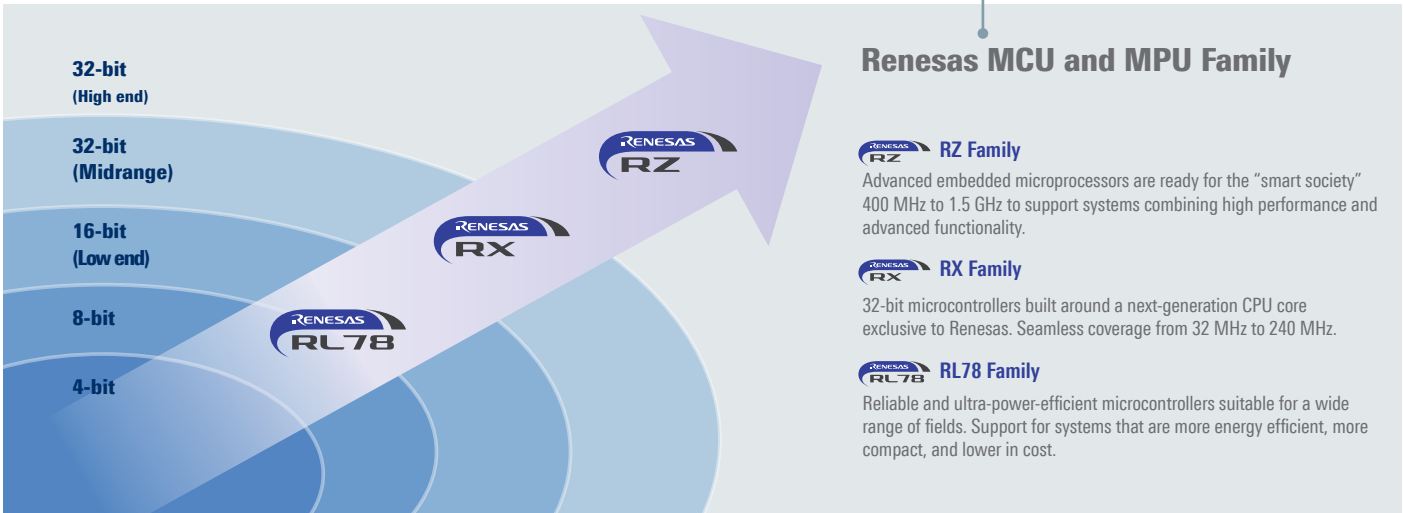 32-bit
(High end)
32-bit
(Midrange)
16-bit
(Low end)
8-bit
4-bit
RENESAS
RZ
RENESAS
RX
RENESAS
RL78
Renesas MCU and MPU Family
RENESAS
RZ
RZ Family
Advanced embedded microprocessors are ready for the “smart society”
400 MHz to 1.5 GHz to support systems combining high performance and
advanced functionality.
RENESAS
RX
RX Family
32-bit microcontrollers built around a next-generation CPU core
exclusive to Renesas. Seamless coverage from 32 MHz to 240 MHz.
RENESAS
RL78
RL78 Family
Reliable and ultra-power-efficient microcontrollers suitable for a wide
range of fields. Support for systems that are more energy efficient, more
compact, and lower in cost.